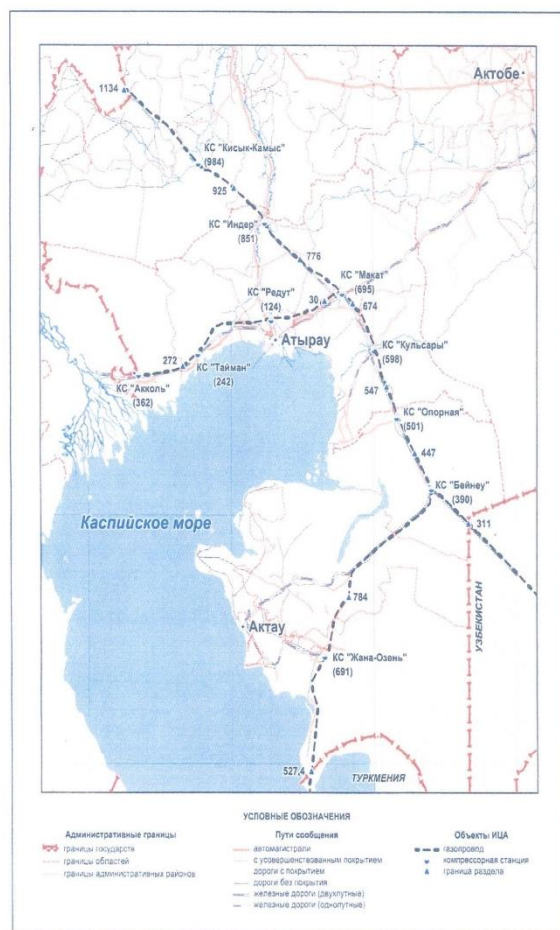 Актобе
1134
КС "Кисык-Камыс"
(984)
925
КС "Индер"
(851)
776
КС "Макат"
(695)
КС "Редут"
(124)
30
674
Атырау
КС "Кульсары"
(598)
272
КС "Тайман"
(242)
КС "Акколь"
(362)
547
КС "Опорная"
(501)
447
КС "Бейнеу"
(390)
Каспийское море
311
784
УЗБЕКИСТАН
Актау
КС "Жана-Озень"
(691)
527,4
ТУРКМЕНИЯ
УСЛОВНЫЕ ОБОЗНАЧЕНИЯ
Административные границы
границы государств
границы областей
границы административных районов
Пути сообщения
автомагистрали
с усовершенствованным покрытием
дороги с покрытием
дороги без покрытия
железные дороги (двухпутные)
железные дороги (однопутные)
Объекты ИЦА
газопровод
компрессорная станция
граница раздела